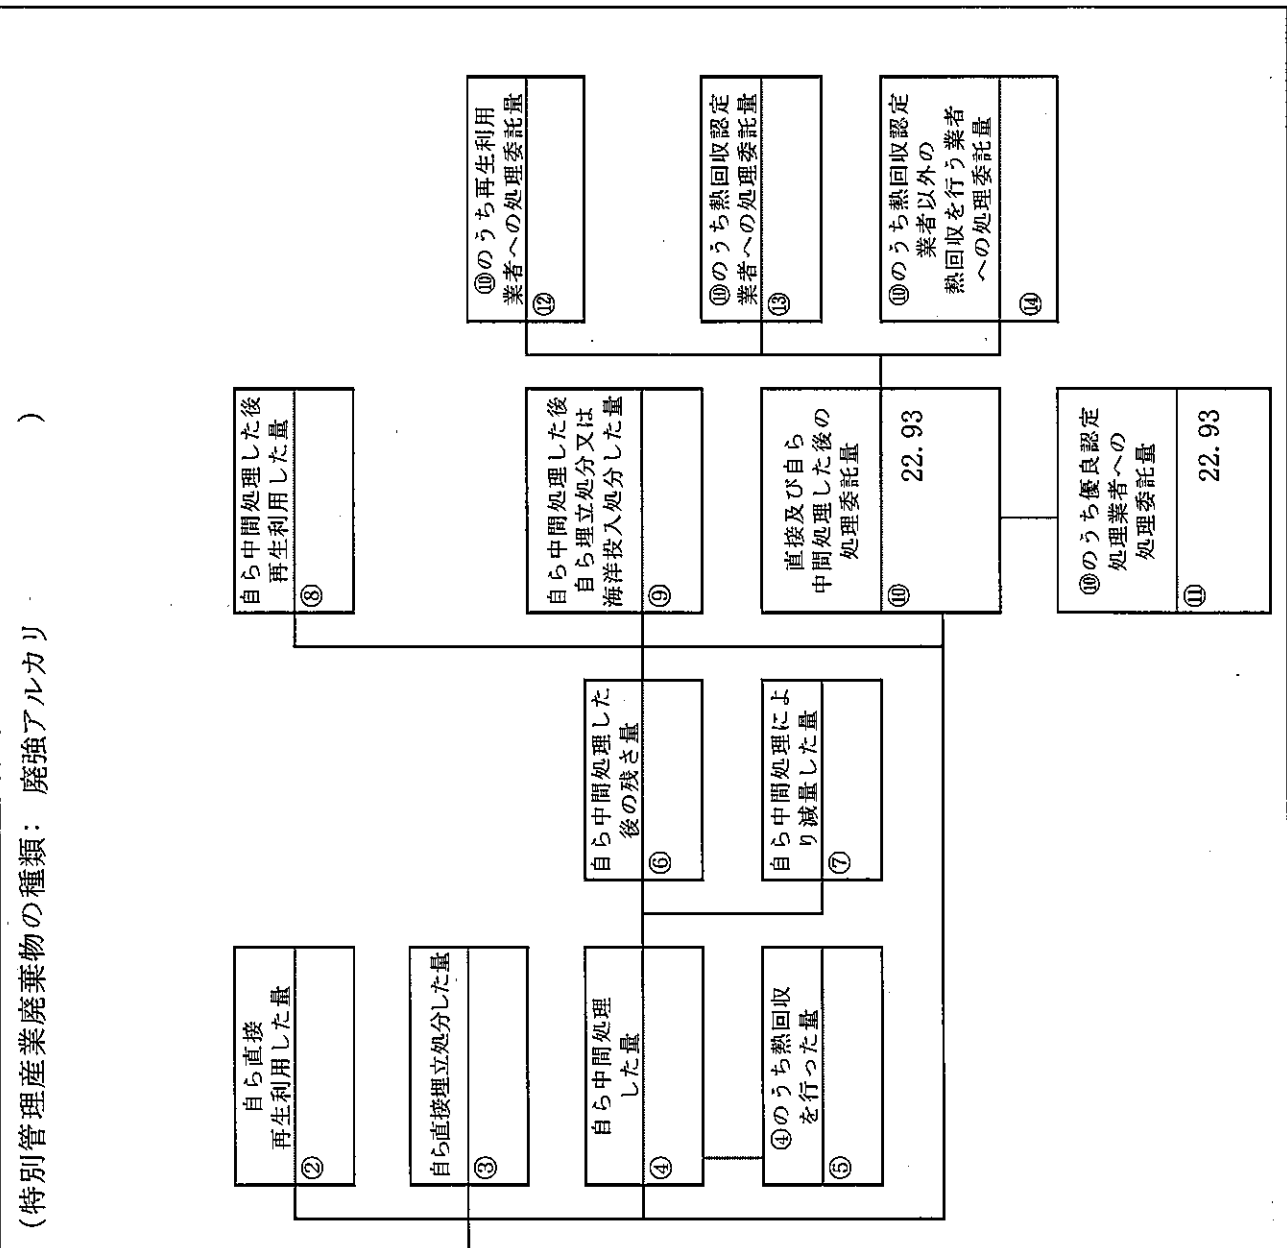 (特別管理産業廃棄物の種類： 廃強アルカリ )
自ら直接
再生利用した量
②
自ら直接埋立処分した量
③
自ら中間処理
した量
④
④のうち熱回収
を行った量
⑤
自ら中間処理した
後の残さ量
⑥
自ら中間処理によ
り減量した量
⑦
自ら中間処理した後
再生利用した量
⑧
自ら中間処理した後
自ら埋立処分又は
海洋投入処分した量
⑨
直接及び自ら
中間処理した後の
処理委託量
⑩ 22.93
⑩のうち優良認定
処理業者への
処理委託量
⑪ 22.93
⑩のうち再生利用
業者への処理委託量
⑫
⑩のうち熱回収認定
業者への処理委託量
⑬
⑩のうち熱回収認定
業者以外の
熱回収を行う業者
への処理委託量
⑭